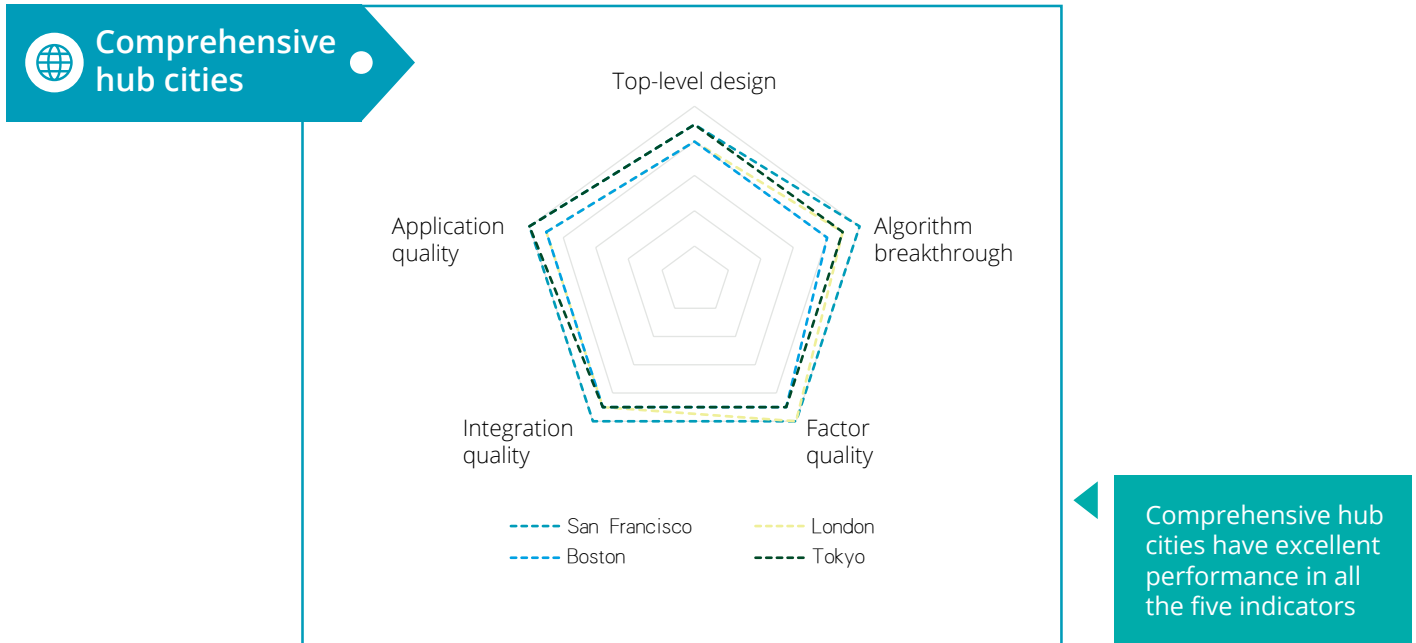 Comprehensive
hub cities
Top-level design
Application
quality
Algorithm
breakthrough
Integration
quality
Factor
quality
San Francisco
London
Boston
Tokyo
Comprehensive hub
cities have excellent
performance in all
the five indicators